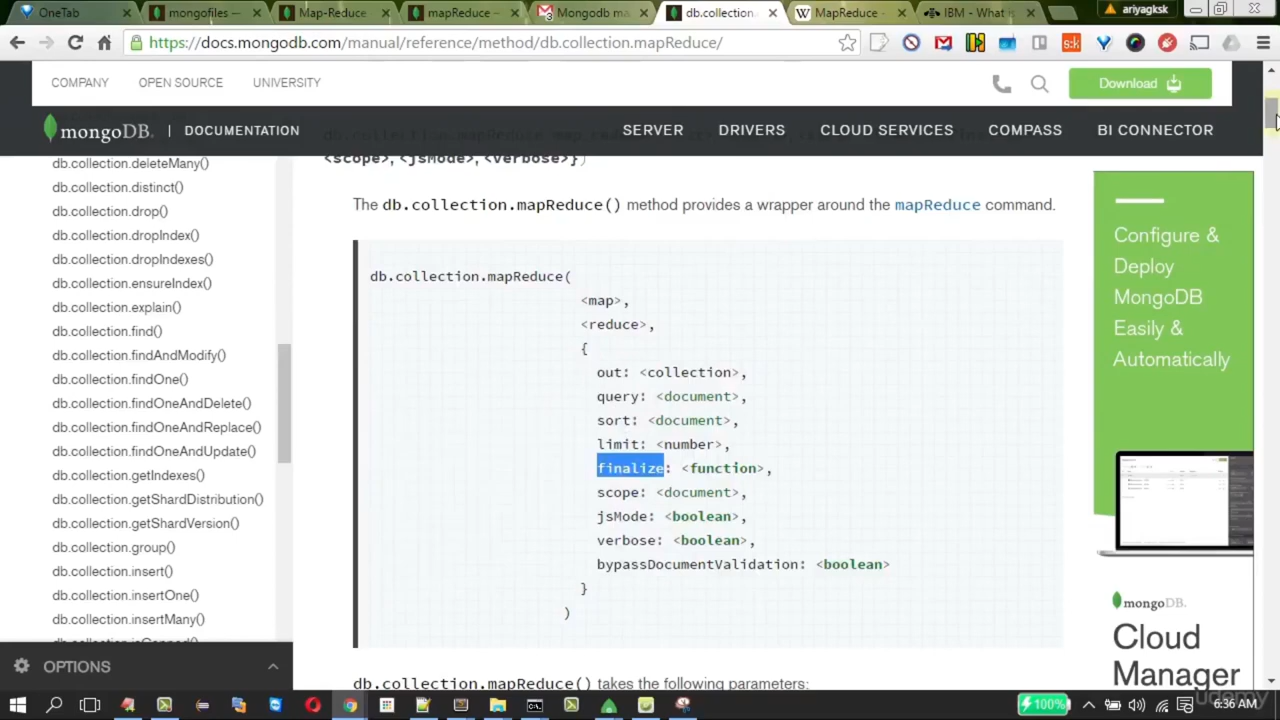 OneTab
mongofiles —
Map-Reduce
mapReduce —
Mongodb ma
db.collection.
MapReduce -
IBM - What is
ariyagksk
https://docs.mongodb.com/manual/reference/method/db.collection.mapReduce/
COMPANY
OPEN SOURCE
UNIVERSITY
Download
mongoDB. | DOCUMENTATION
SERVER
DRIVERS
CLOUD SERVICES
COMPASS
BI CONNECTOR
<scope>,<jsMode>,<verbose>})
db.collection.deleteMany()
db.collection.distinct()
db.collection.drop()
db.collection.dropIndex()
db.collection.dropIndexes()
db.collection.ensureIndex()
db.collection.explain()
db.collection.find()
db.collection.findAndModify()
db.collection.findOne()
db.collection.findOneAndDelete()
db.collection.findOneAndReplace()
db.collection.findOneAndUpdate()
db.collection.getIndexes()
db.collection.getShardDistribution()
db.collection.getShardVersion()
db.collection.group()
db.collection.insert()
db.collection.insertOne()
db.collection.insertMany()
OPTIONS
The db.collection.mapReduce() method provides a wrapper around the mapReduce command.
db.collection.mapReduce(
<map>,
<reduce>,
{
out: <collection>,
query: <document>,
sort: <document>,
limit: <number>,
finalize: <function>,
scope: <document>,
jsMode: <boolean>,
verbose: <boolean>,
bypassDocumentValidation: <boolean>
}
)
db.collection.mapReduce() takes the following parameters:
Configure &
Deploy
MongoDB
Easily &
Automatically
mongoDB.
Cloud
Manager
100%
6:36 AM
udemy